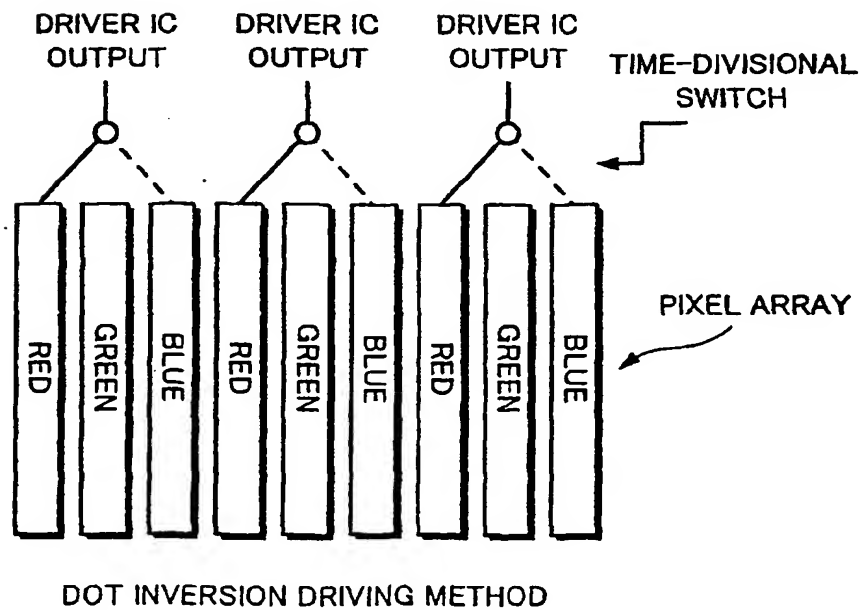 DRIVER IC
OUTPUT
DRIVER IC
OUTPUT
DRIVER IC
OUTPUT
TIME-DIVISIONAL
SWITCH
RED
GREEN
BLUE
RED
GREEN
BLUE
RED
GREEN
BLUE
PIXEL ARRAY
DOT INVERSION DRIVING METHOD